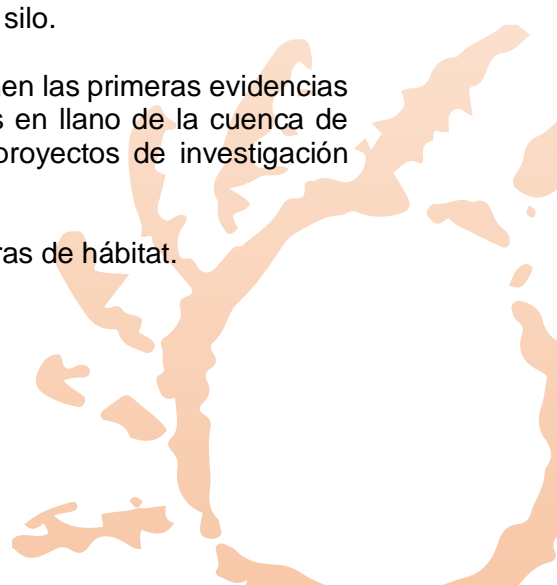 silo.
en las primeras evidencias
s en llano de la cuenca de
proyectos de investigación
ras de hábitat.